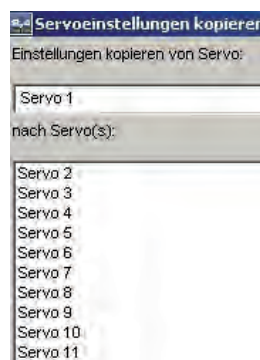 Servoeinstellungen kopieren
Einstellungen kopieren von Servo:
Servo 1
nach Servo(s):
Servo 2
Servo 3
Servo 4
Servo 5
Servo 6
Servo 7
Servo 8
Servo 9
Servo 10
Servo 11